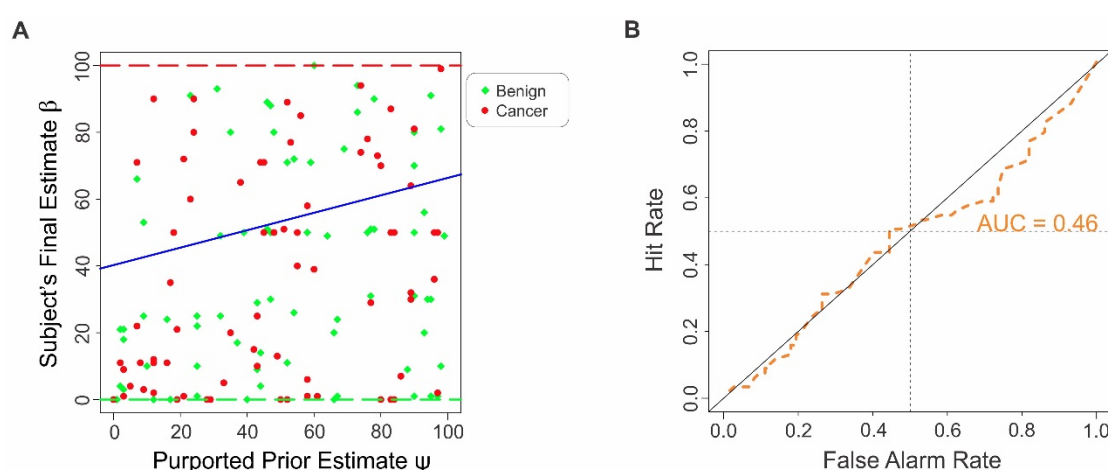 A
Subject's Final Estimate β
100
80
60
40
20
0
0 20 40 60 80 100
Purported Prior Estimate ψ
Benign
Cancer
B
Hit Rate
1.0
0.8
0.6
0.4
0.2
0.0
AUC = 0.46
0.0 0.2 0.4 0.6 0.8 1.0
False Alarm Rate